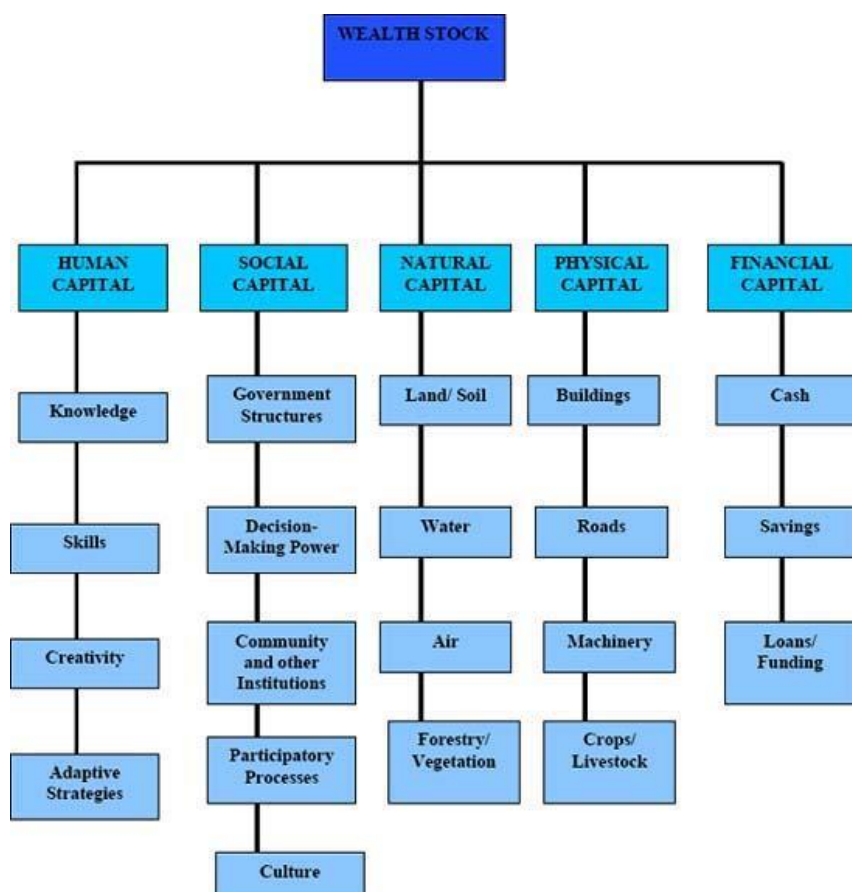 WEALTH STOCK
HUMAN
CAPITAL
SOCIAL
CAPITAL
NATURAL
CAPITAL
PHYSICAL
CAPITAL
FINANCIAL
CAPITAL
Knowledge
Skills
Creativity
Adaptive
Strategies
Government
Structures
Decision-
Making Power
Community
and other
Institutions
Participatory
Processes
Culture
Land/ Soil
Water
Air
Forestry/
Vegetation
Buildings
Roads
Machinery
Crops/
Livestock
Cash
Savings
Loans/
Funding